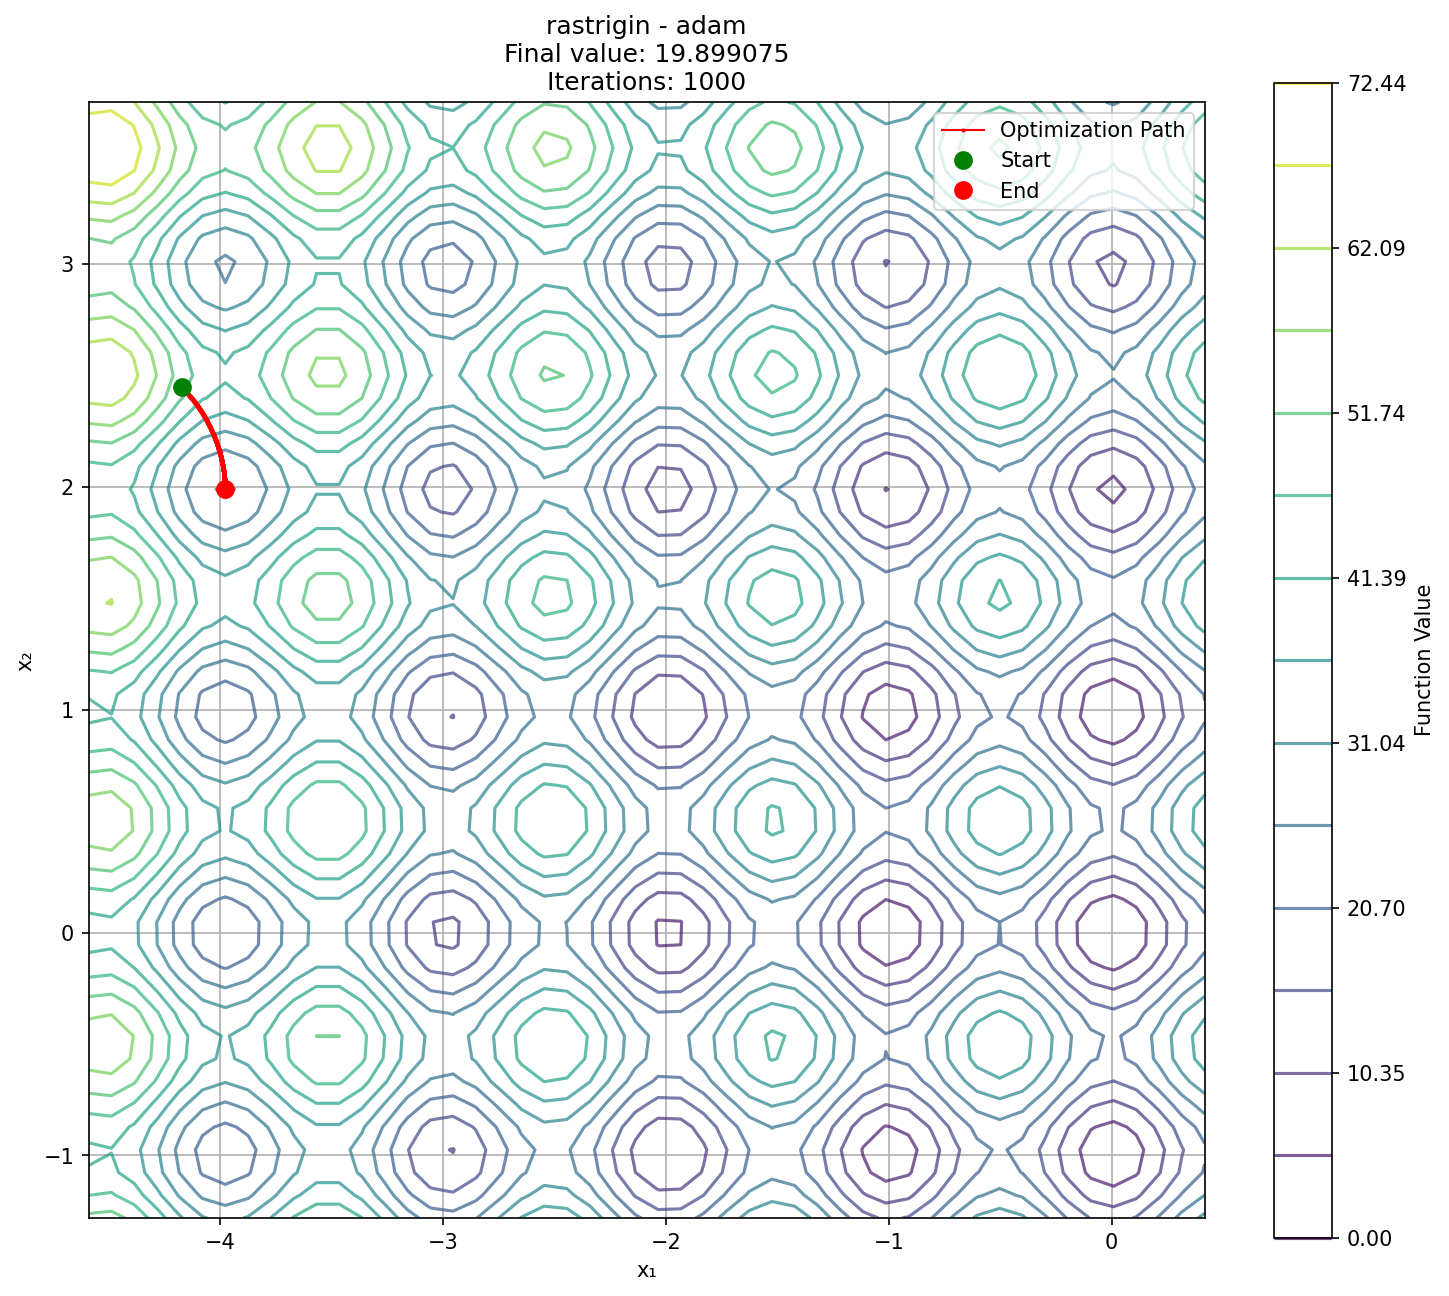 rastrigin - adam
Final value: 19.899075
Iterations: 1000
Optimization Path
Start
End
3
2
1
0
−1
x₂
−4
−3
−2
−1
0
x₁
72.44
62.09
51.74
41.39
31.04
20.70
10.35
0.00
Function Value